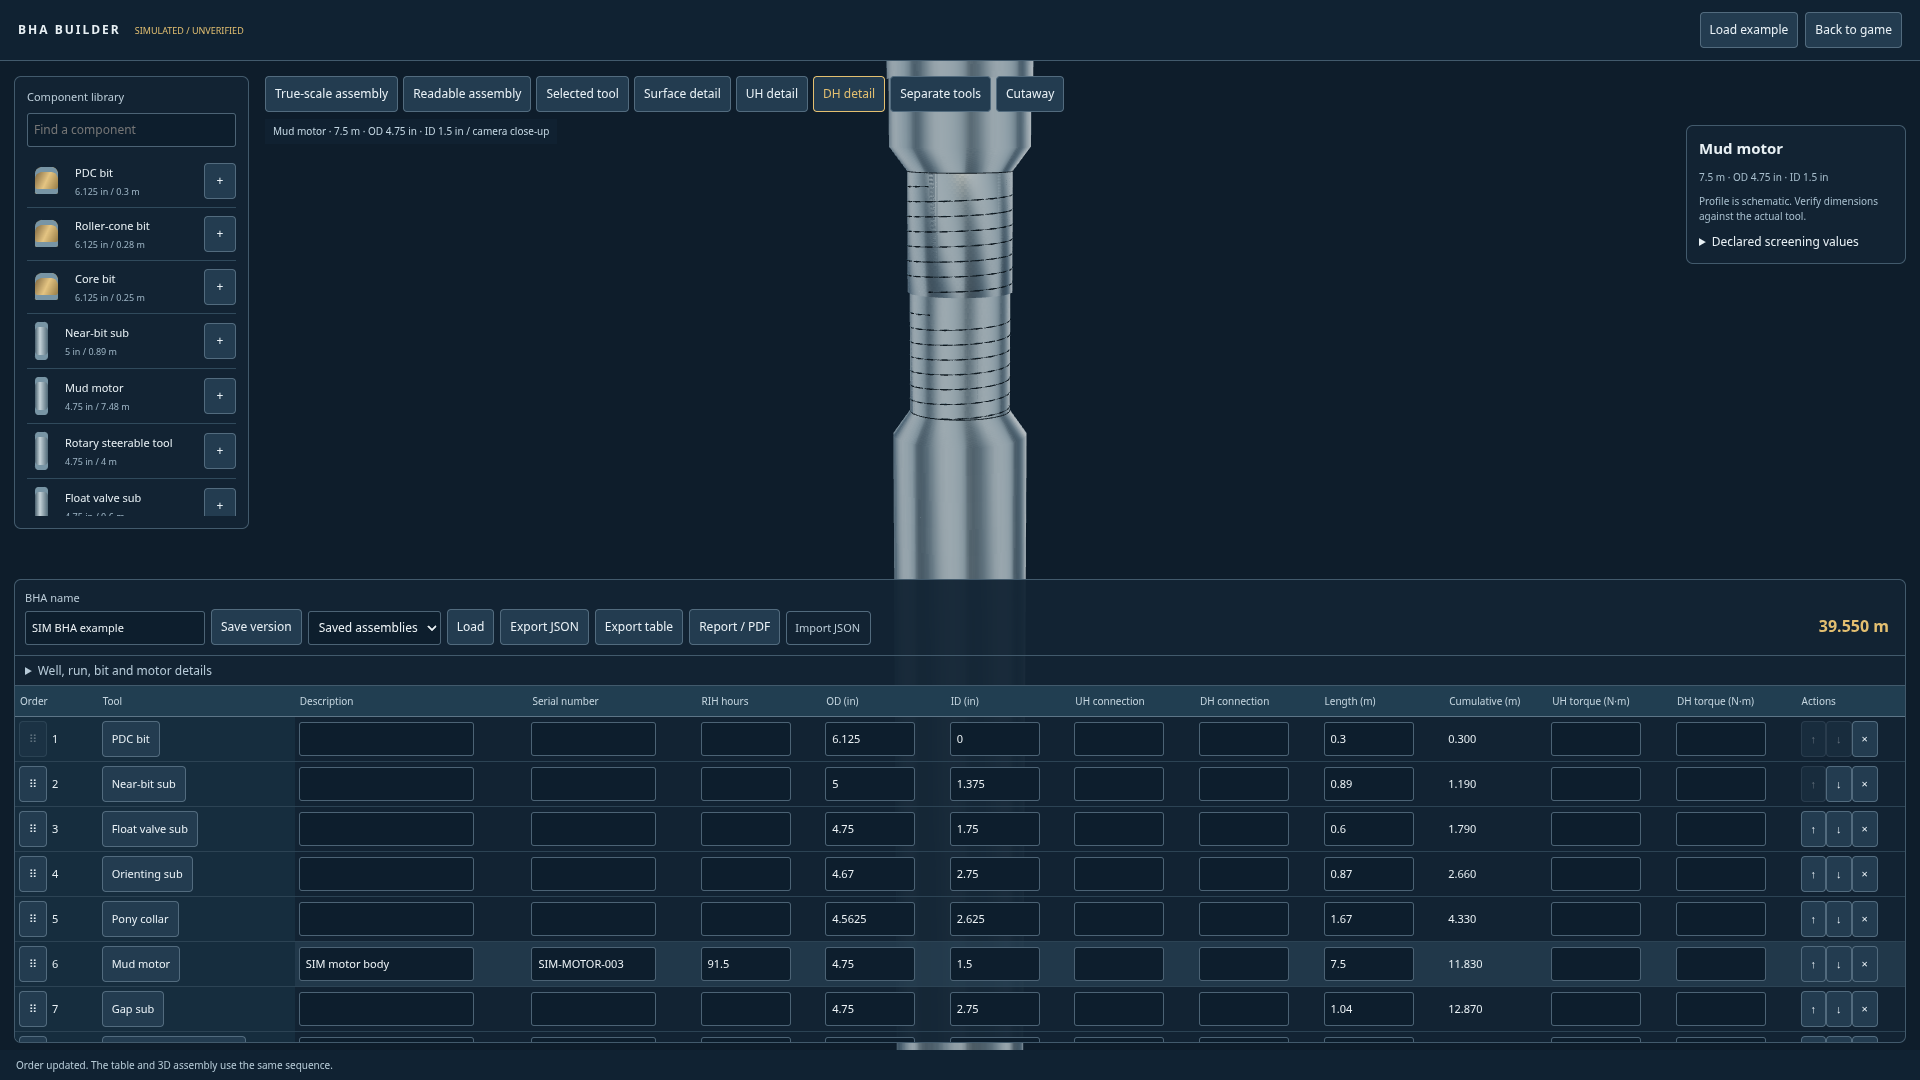 BHA BUILDER
SIMULATED / UNVERIFIED
Load example
Back to game
Component library
Find a component
PDC bit
6.125 in / 0.3 m
+
Roller-cone bit
6.125 in / 0.28 m
+
Core bit
6.125 in / 0.25 m
+
Near-bit sub
5 in / 0.89 m
+
Mud motor
4.75 in / 7.48 m
+
Rotary steerable tool
4.75 in / 4 m
+
Float valve sub
4.75 in / 0.6 m
+
True-scale assembly
Readable assembly
Selected tool
Surface detail
UH detail
DH detail
Separate tools
Cutaway
Mud motor · 7.5 m · OD 4.75 in · ID 1.5 in / camera close-up
Mud motor
7.5 m · OD 4.75 in · ID 1.5 in
Profile is schematic. Verify dimensions
against the actual tool.
▶ Declared screening values
BHA name
SIM BHA example
Save version
Saved assemblies
Load
Export JSON
Export table
Report / PDF
Import JSON
39.550 m
▶ Well, run, bit and motor details
Order Tool Description Serial number RIH hours OD (in) ID (in) UH connection DH connection Length (m) Cumulative (m) UH torque (N·m) DH torque (N·m) Actions
1 PDC bit 6.125 0 0.3 0.300 ↑ ↓ ×
2 Near-bit sub 5 1.375 0.89 1.190 ↑ ↓ ×
3 Float valve sub 4.75 1.75 0.6 1.790 ↑ ↓ ×
4 Orienting sub 4.67 2.75 0.87 2.660 ↑ ↓ ×
5 Pony collar 4.5625 2.625 1.67 4.330 ↑ ↓ ×
6 Mud motor SIM motor body SIM-MOTOR-003 91.5 4.75 1.5 7.5 11.830 ↑ ↓ ×
7 Gap sub 4.75 2.75 1.04 12.870 ↑ ↓ ×
Order updated. The table and 3D assembly use the same sequence.